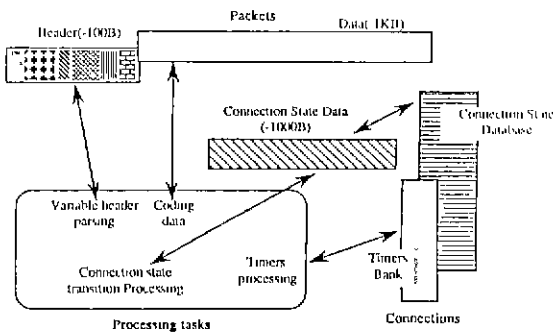 Packets
Header(-100B)
Data(-1KB)
Connection State Data
(-1000B)
Connection State
Database
Variable header
parsing
Coding
data
Connection state
transition Processing
Timers
processing
Timers
Bank
Processing tasks
Connections